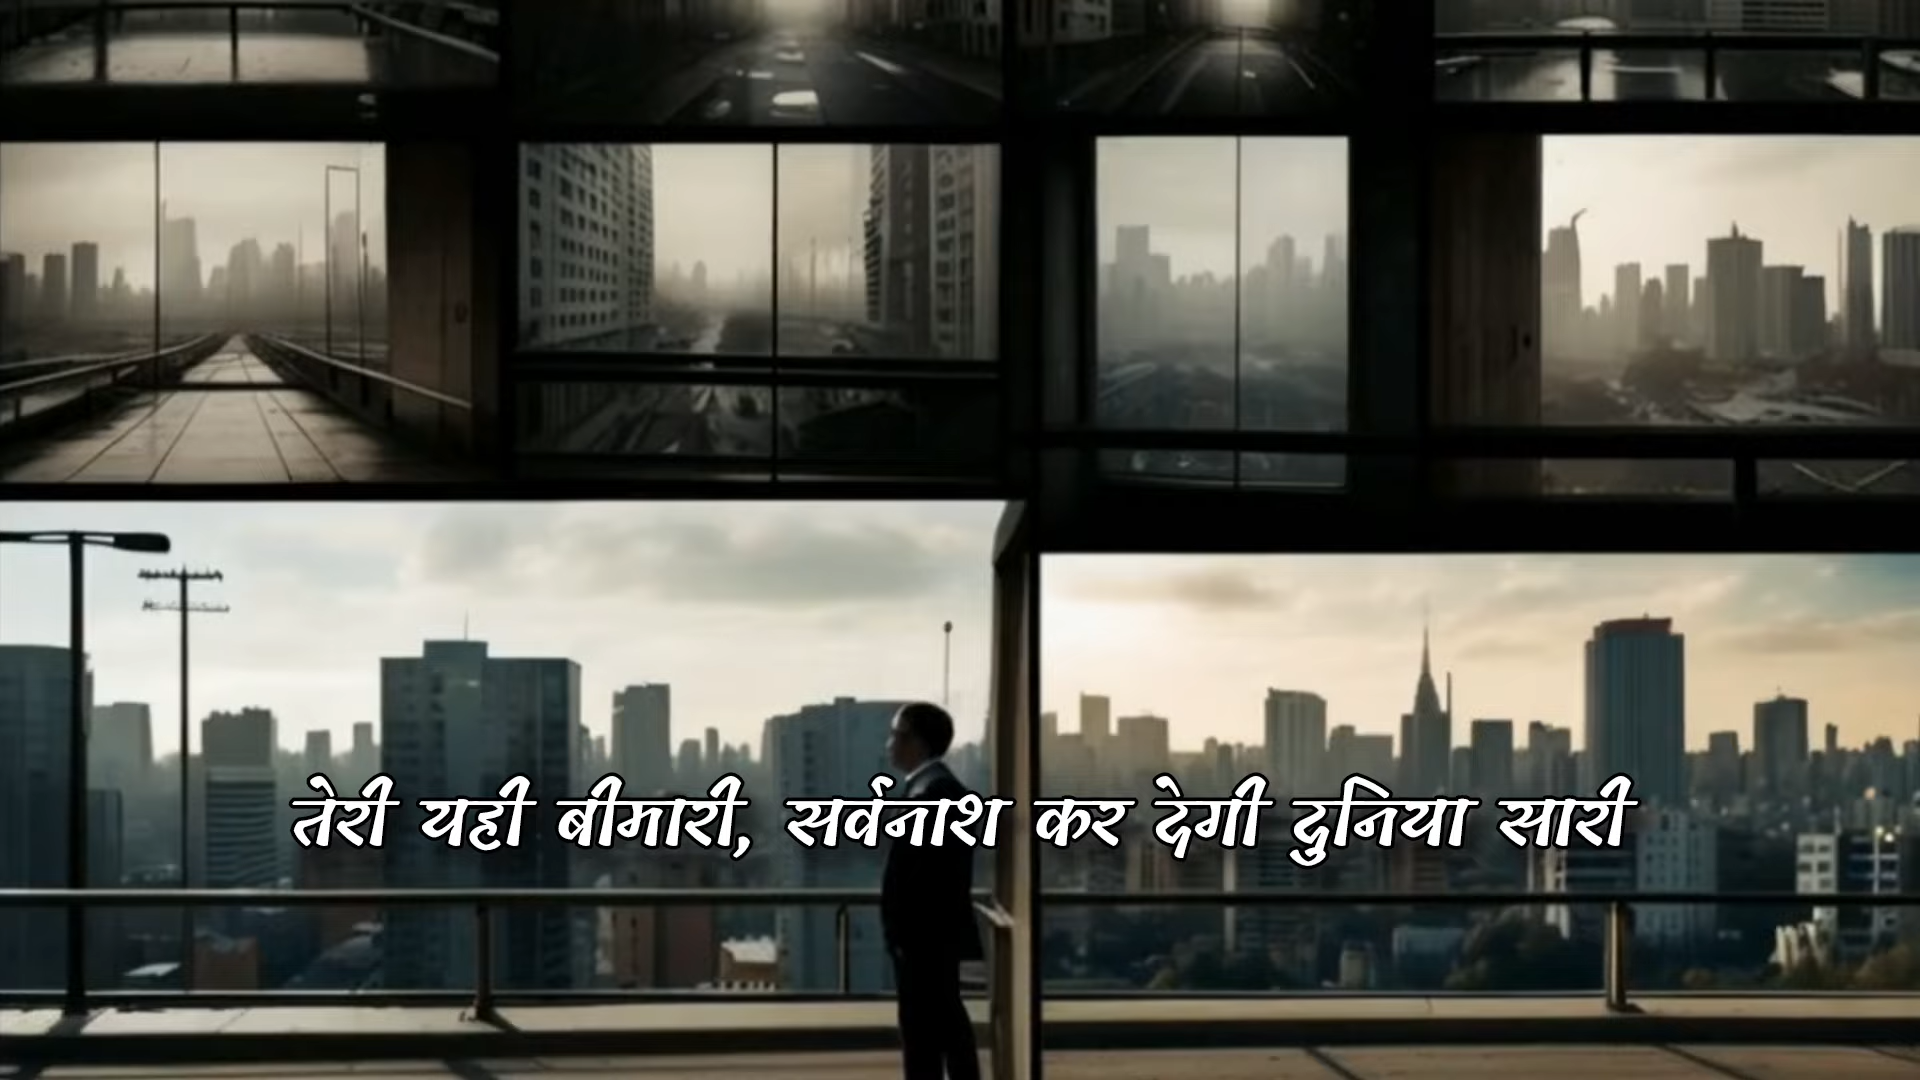 तेरी यही बीमारी, सर्वनाश कर देगी दुनिया सारी